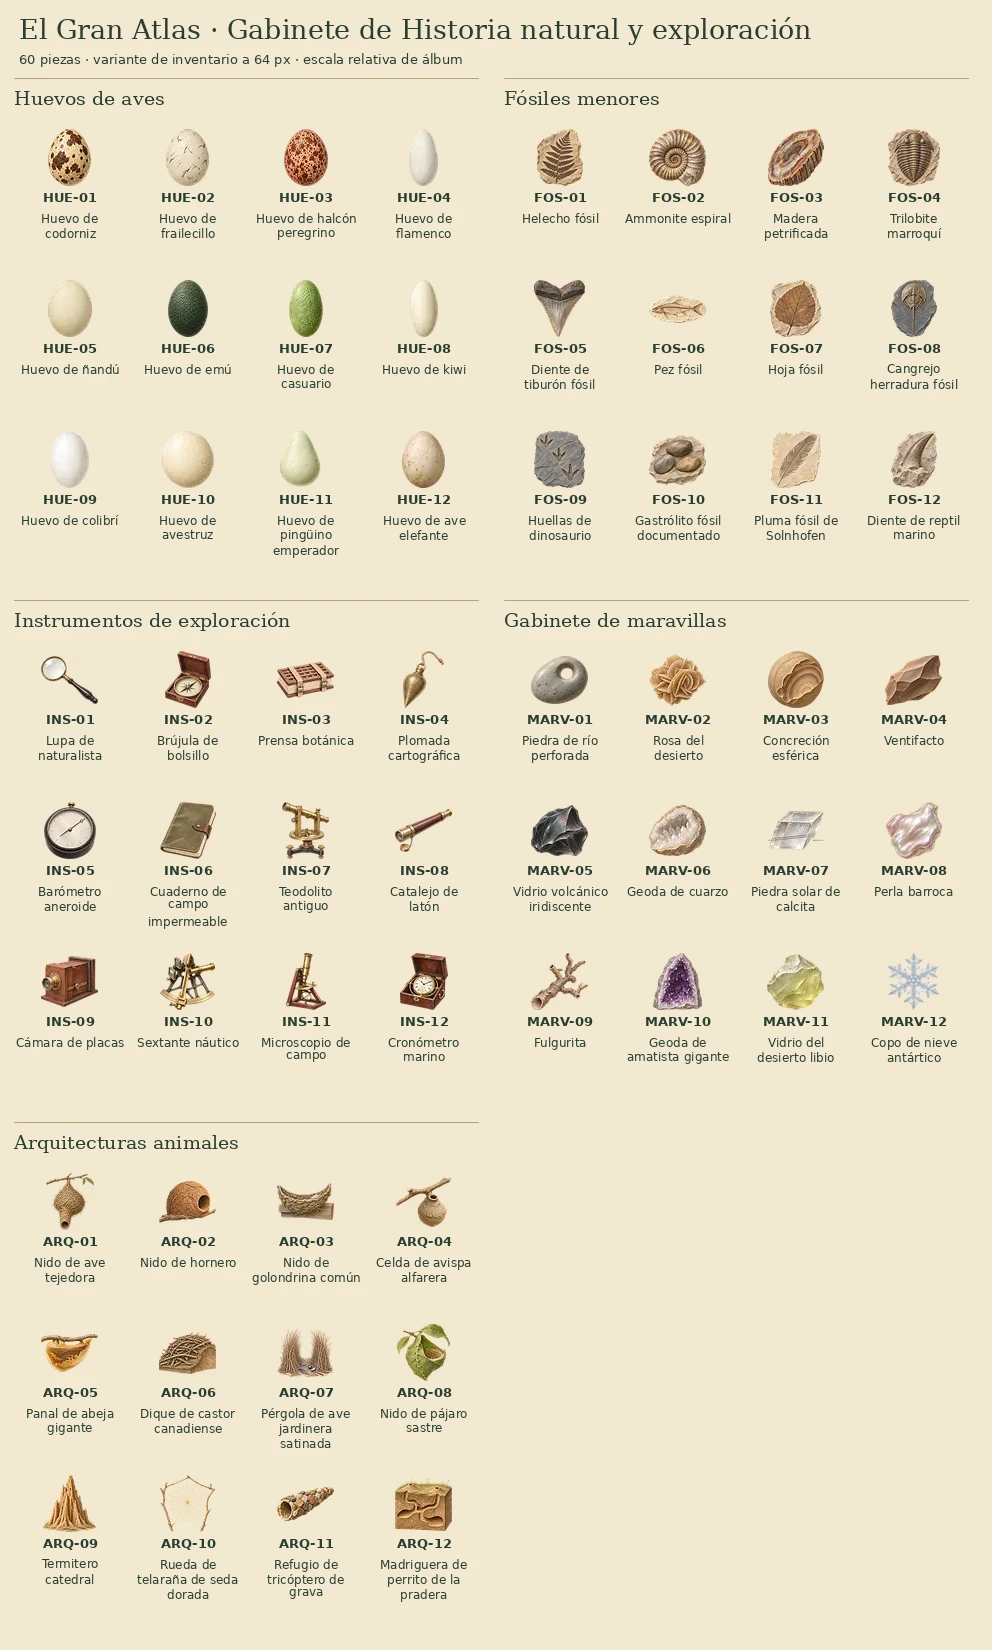 El Gran Atlas · Gabinete de Historia natural y exploración
60 piezas · variante de inventario a 64 px · escala relativa de álbum
Huevos de aves
HUE-01
Huevo de
codorniz
HUE-02
Huevo de
frailecillo
HUE-03
Huevo de halcón
peregrino
HUE-04
Huevo de
flamenco
HUE-05
Huevo de ñandú
HUE-06
Huevo de emú
HUE-07
Huevo de
casuario
HUE-08
Huevo de kiwi
HUE-09
Huevo de colibrí
HUE-10
Huevo de
avestruz
HUE-11
Huevo de
pingüino
emperador
HUE-12
Huevo de ave
elefante
Fósiles menores
FOS-01
Helecho fósil
FOS-02
Ammonite espiral
FOS-03
Madera
petrificada
FOS-04
Trilobite
marroquí
FOS-05
Diente de
tiburón fósil
FOS-06
Pez fósil
FOS-07
Hoja fósil
FOS-08
Cangrejo
herradura fósil
FOS-09
Huellas de
dinosaurio
FOS-10
Gastrólito fósil
documentado
FOS-11
Pluma fósil de
Solnhofen
FOS-12
Diente de reptil
marino
Instrumentos de exploración
INS-01
Lupa de
naturalista
INS-02
Brújula de
bolsillo
INS-03
Prensa botánica
INS-04
Plomada
cartográfica
INS-05
Barómetro
aneroide
INS-06
Cuaderno de
campo
impermeable
INS-07
Teodolito
antiguo
INS-08
Catalejo de
latón
INS-09
Cámara de placas
INS-10
Sextante náutico
INS-11
Microscopio de
campo
INS-12
Cronómetro
marino
Gabinete de maravillas
MARV-01
Piedra de río
perforada
MARV-02
Rosa del
desierto
MARV-03
Concreción
esférica
MARV-04
Ventifacto
MARV-05
Vidrio volcánico
iridiscente
MARV-06
Geoda de cuarzo
MARV-07
Piedra solar de
calcita
MARV-08
Perla barroca
MARV-09
Fulgurita
MARV-10
Geoda de
amatista gigante
MARV-11
Vidrio del
desierto libio
MARV-12
Copo de nieve
antártico
Arquitecturas animales
ARQ-01
Nido de ave
tejedora
ARQ-02
Nido de hornero
ARQ-03
Nido de
golondrina común
ARQ-04
Celda de avispa
alfarera
ARQ-05
Panal de abeja
gigante
ARQ-06
Dique de castor
canadiense
ARQ-07
Pérgola de ave
jardinera
satinada
ARQ-08
Nido de pájaro
sastre
ARQ-09
Termitero
catedral
ARQ-10
Rueda de
telaraña de seda
dorada
ARQ-11
Refugio de
tricóptero de
grava
ARQ-12
Madriguera de
perrito de la
pradera